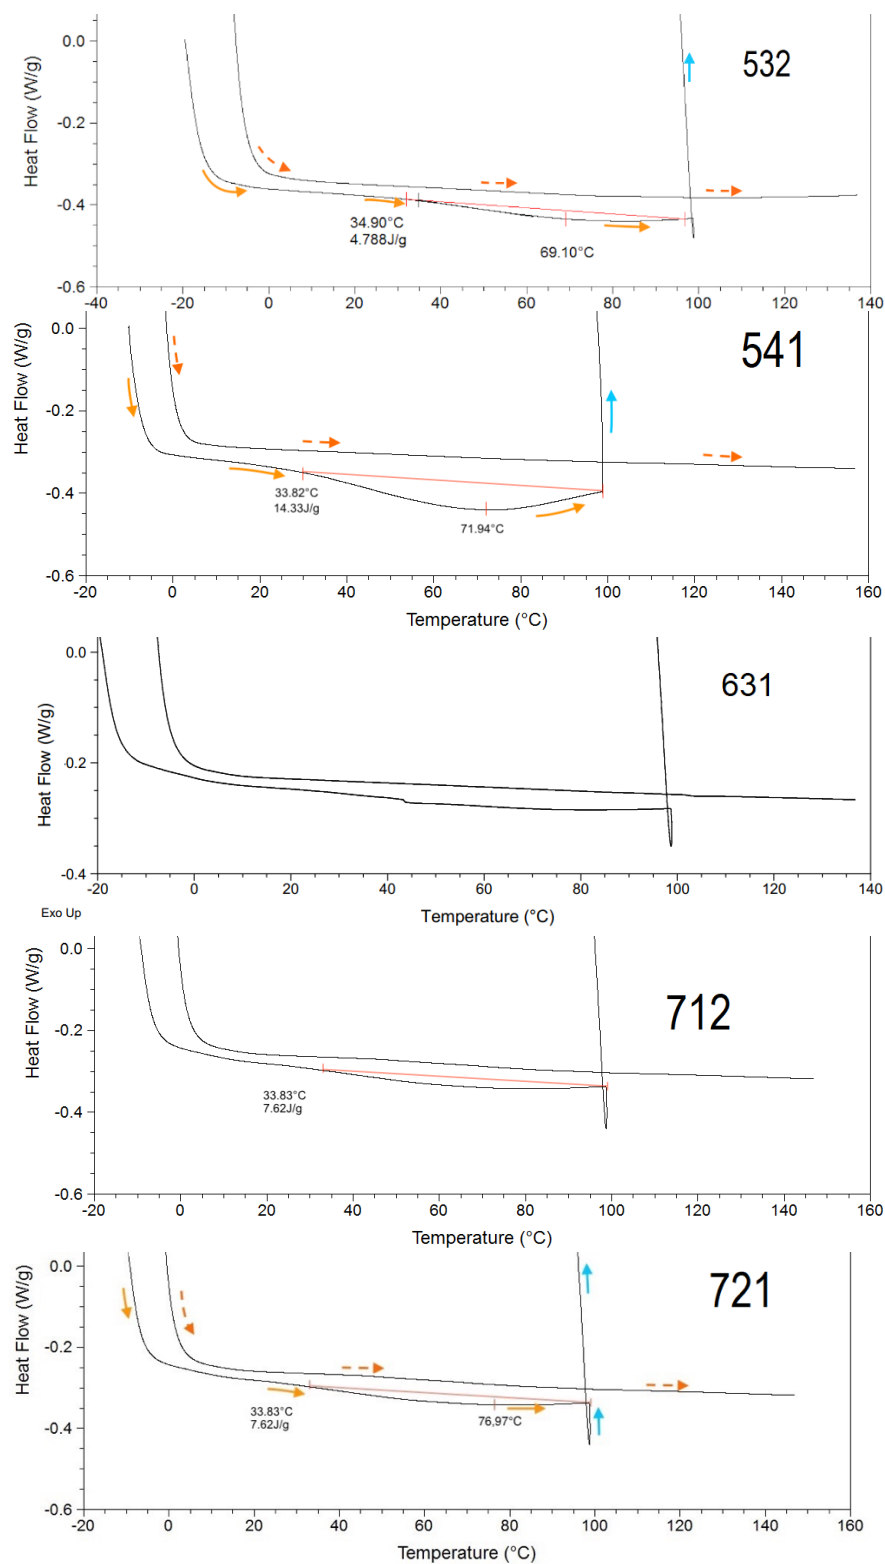 532
Heat Flow (W/g)
0.0
-0.2
-0.4
-0.6
34.90°C
4.788J/g
69.10°C
-40 -20 0 20 40 60 80 100 120 140
541
Heat Flow (W/g)
0.0
-0.2
-0.4
-0.6
33.82°C
14.33J/g
71.94°C
-20 0 20 40 60 80 100 120 140 160
Temperature (°C)
631
Heat Flow (W/g)
0.0
-0.2
-0.4
-20 0 20 40 60 80 100 120 140
Exo Up
Temperature (°C)
712
Heat Flow (W/g)
0.0
-0.2
-0.4
-0.6
33.83°C
7.62J/g
-20 0 20 40 60 80 100 120 140 160
Temperature (°C)
721
Heat Flow (W/g)
0.0
-0.2
-0.4
-0.6
33.83°C
7.62J/g
76,97°C
-20 0 20 40 60 80 100 120 140 160
Temperature (°C)